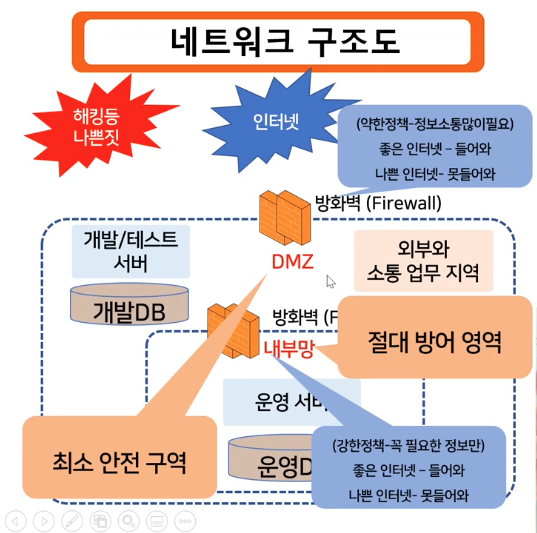 네트워크 구조도
해킹등
나쁜짓
인터넷
(약한정책-정보소통많이필요)
좋은 인터넷 - 들어와
나쁜 인터넷- 못들어와
방화벽 (Firewall)
개발/테스트
서버
DMZ
외부와
소통 업무 지역
개발DB
방화벽 (F
내부망
절대 방어 영역
운영 서버
최소 안전 구역
(강한정책-꼭 필요한 정보만)
좋은 인터넷 - 들어와
나쁜 인터넷- 못들어와
운영D